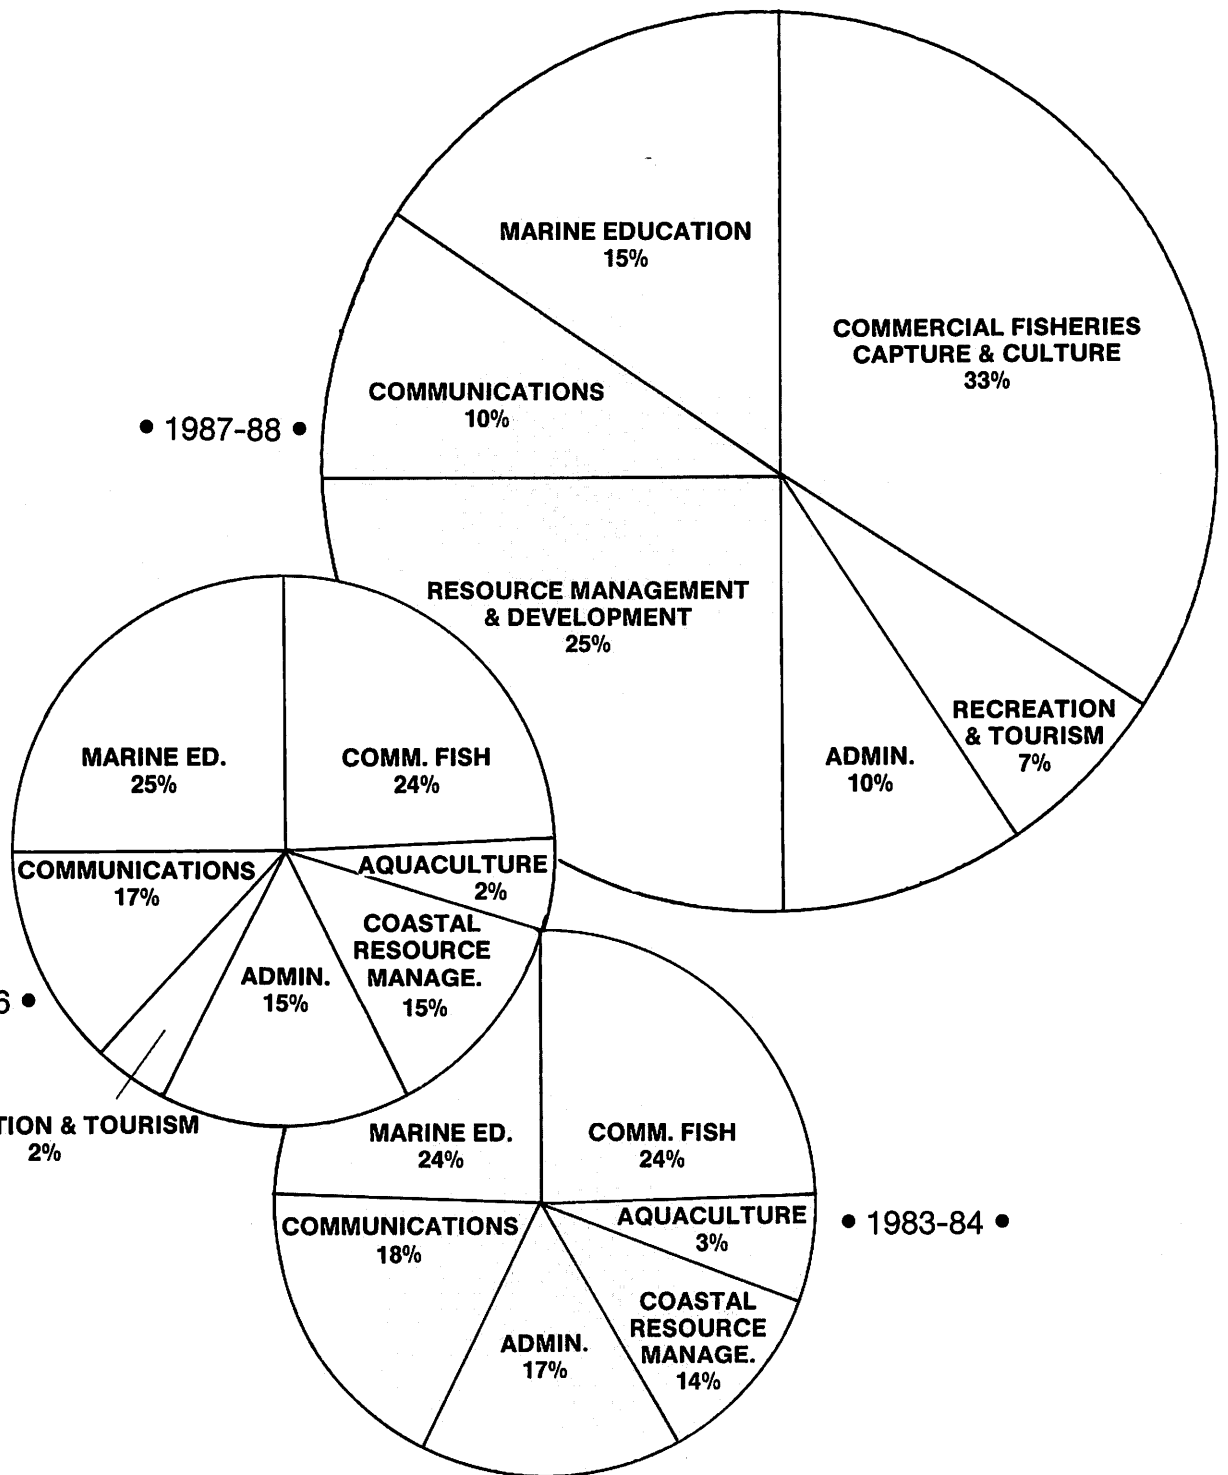 MARINE EDUCATION
15%
COMMERCIAL FISHERIES
CAPTURE & CULTURE
33%
COMMUNICATIONS
10%
• 1987-88 •
RESOURCE MANAGEMENT
& DEVELOPMENT
25%
RECREATION
& TOURISM
7%
ADMIN.
10%
MARINE ED.
25%
COMM. FISH
24%
COMMUNICATIONS
17%
AQUACULTURE
2%
COASTAL
RESOURCE
MANAGE.
15%
ADMIN.
15%
6 •
TION & TOURISM
2%
MARINE ED.
24%
COMM. FISH
24%
COMMUNICATIONS
18%
AQUACULTURE
3%
• 1983-84 •
COASTAL
RESOURCE
MANAGE.
14%
ADMIN.
17%